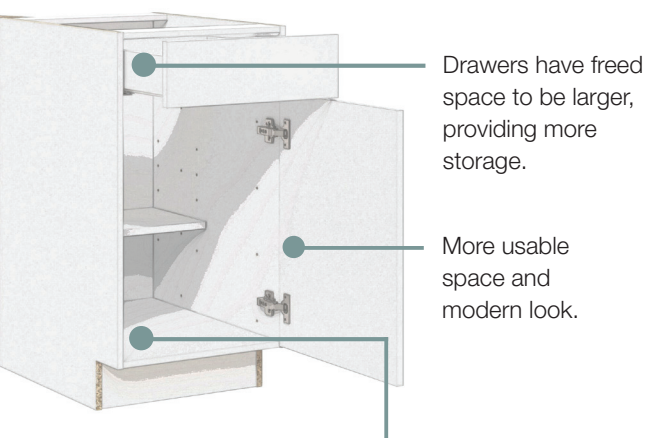 Drawers have freed
space to be larger,
providing more
storage.
More usable
space and
modern look.